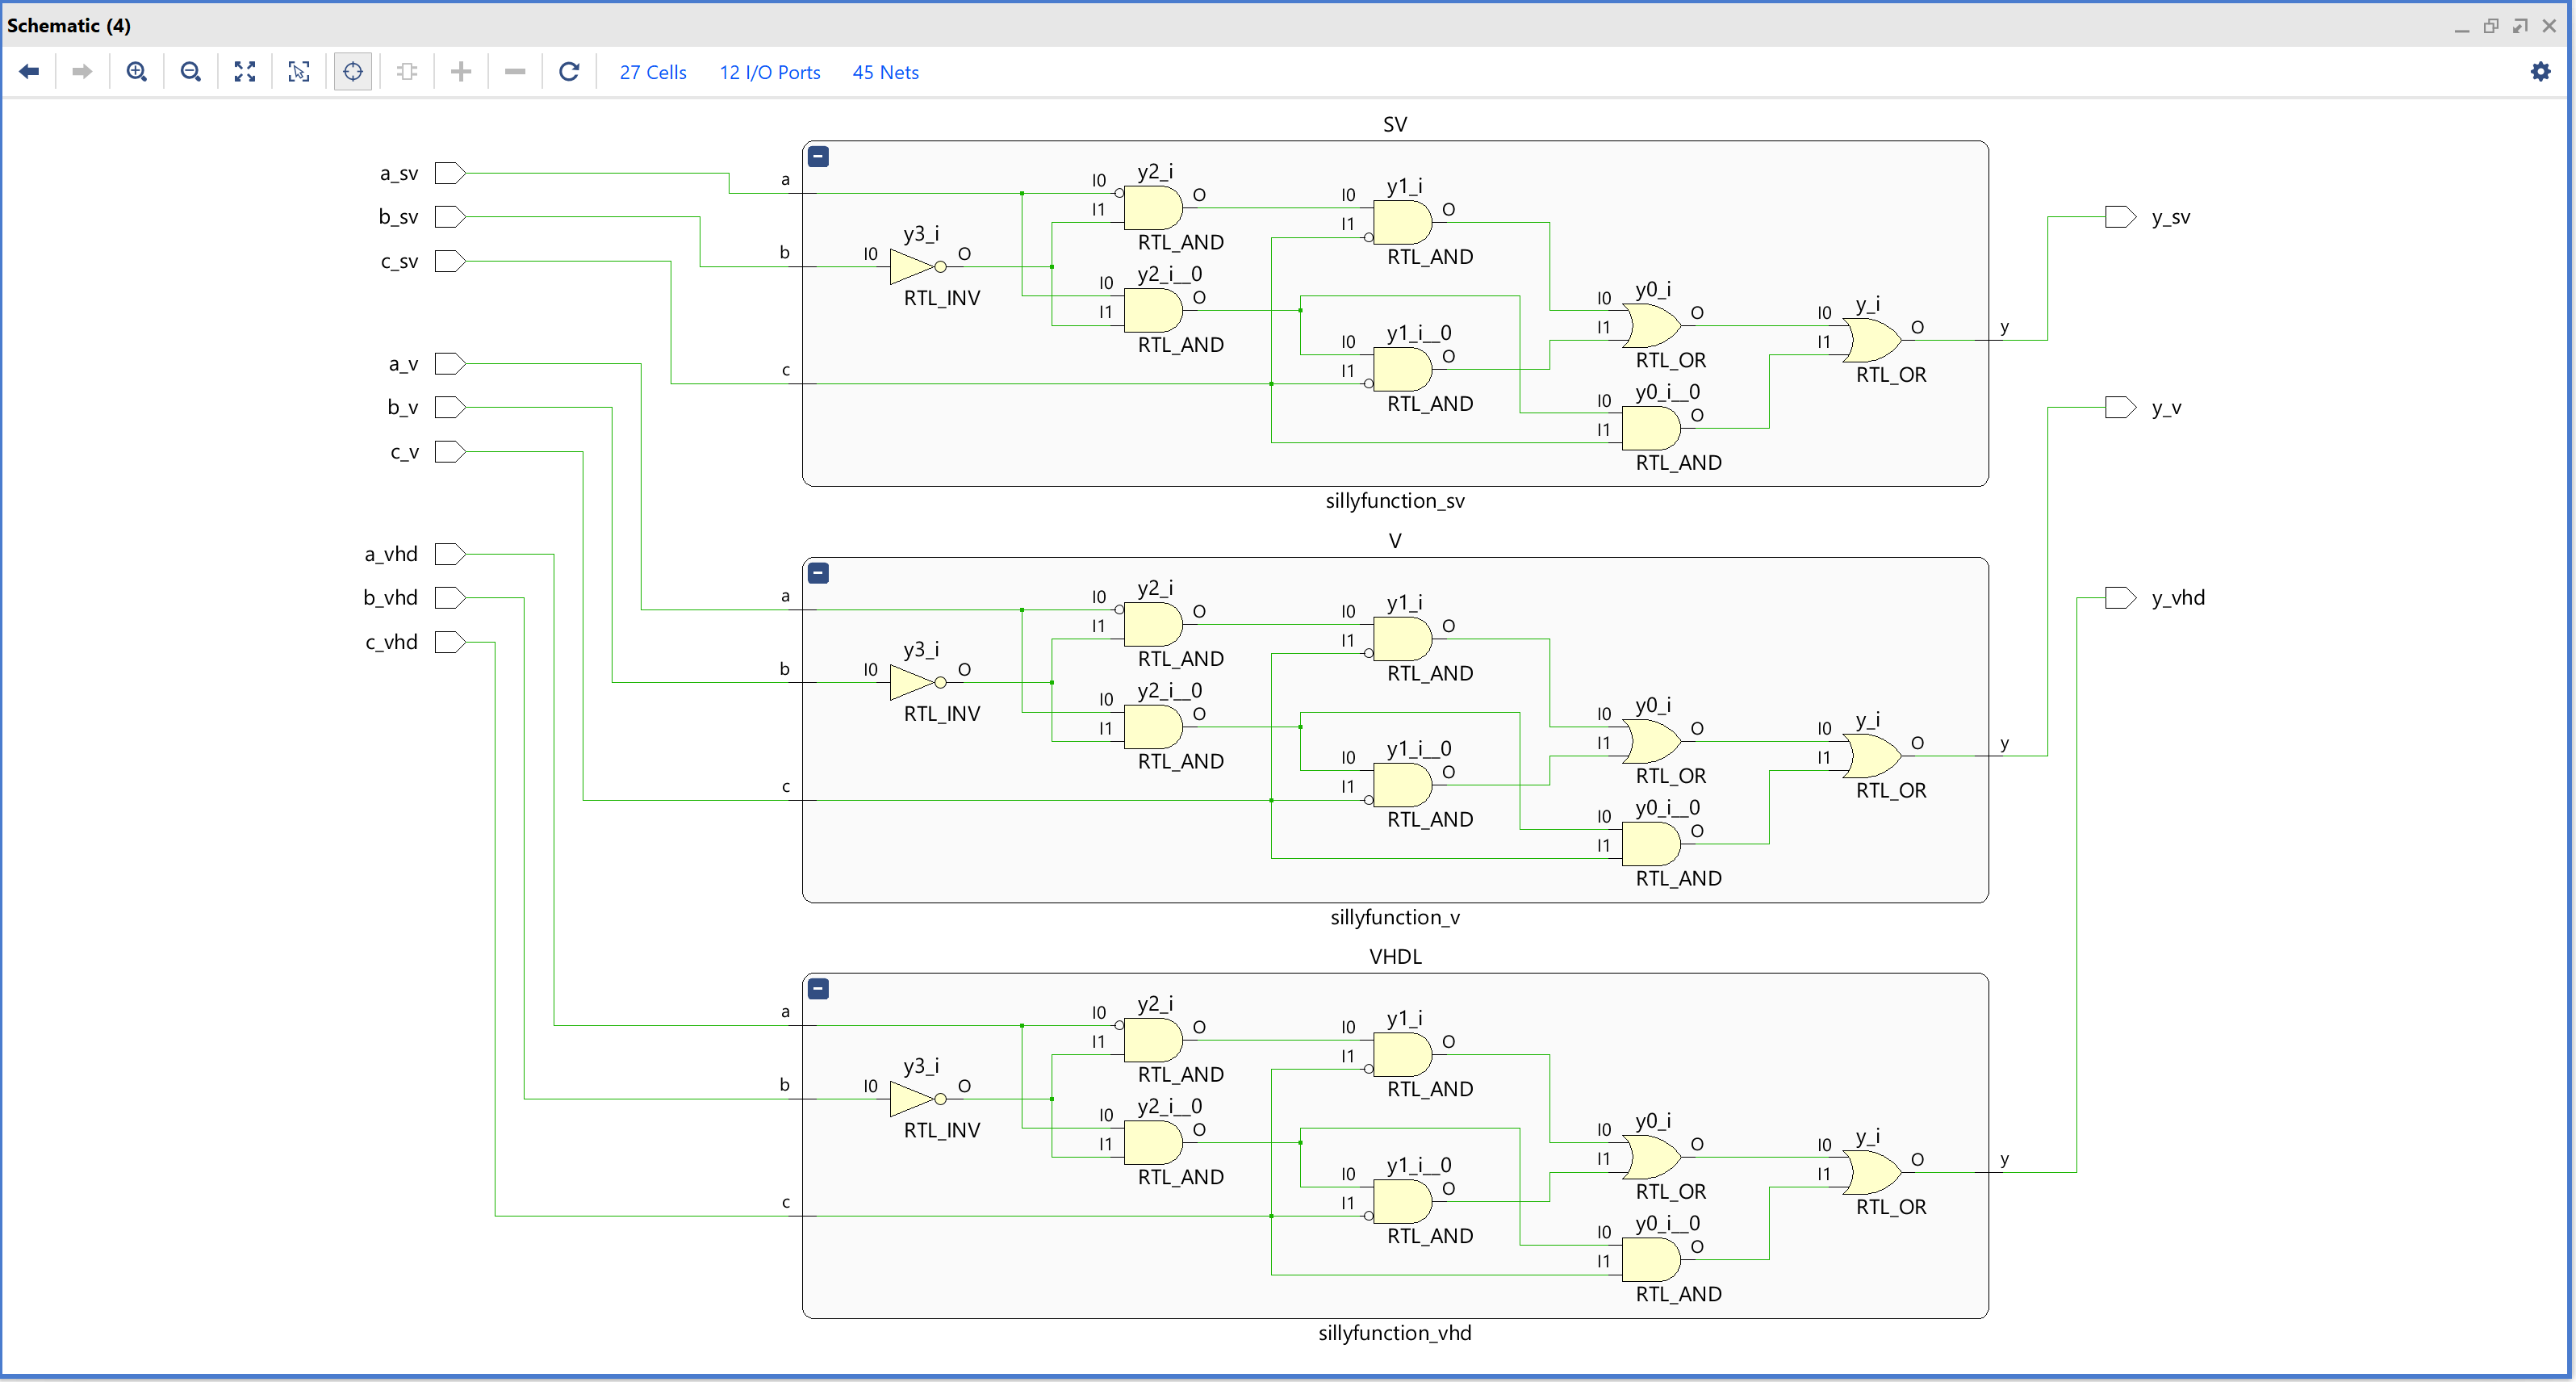 Schematic (4)
27 Cells 12 I/O Ports 45 Nets
SV
a_sv
b_sv
c_sv
a_v
b_v
c_v
a_vhd
b_vhd
c_vhd
a
b
c
I0 y3_i O
RTL_INV
I0 y2_i O
I1
RTL_AND
I0 y2_i__0 O
I1
RTL_AND
I0 y1_i O
I1
RTL_AND
I0 y1_i__0 O
I1
RTL_AND
I0 y0_i O
I1
RTL_OR
I0 y0_i__0 O
I1
RTL_AND
I0 y_i O
I1
RTL_OR
y
sillyfunction_sv
V
a
b
c
I0 y3_i O
RTL_INV
I0 y2_i O
I1
RTL_AND
I0 y2_i__0 O
I1
RTL_AND
I0 y1_i O
I1
RTL_AND
I0 y1_i__0 O
I1
RTL_AND
I0 y0_i O
I1
RTL_OR
I0 y0_i__0 O
I1
RTL_AND
I0 y_i O
I1
RTL_OR
y
sillyfunction_v
VHDL
a
b
c
I0 y3_i O
RTL_INV
I0 y2_i O
I1
RTL_AND
I0 y2_i__0 O
I1
RTL_AND
I0 y1_i O
I1
RTL_AND
I0 y1_i__0 O
I1
RTL_AND
I0 y0_i O
I1
RTL_OR
I0 y0_i__0 O
I1
RTL_AND
I0 y_i O
I1
RTL_OR
y
sillyfunction_vhd
y_sv
y_v
y_vhd